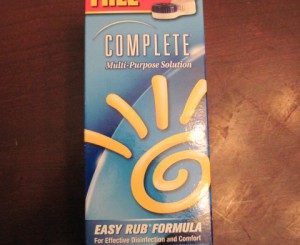 FREE
COMPLETE
Multi-Purpose Solution
EASY RUB FORMULA
For Effective Disinfection and Comfort